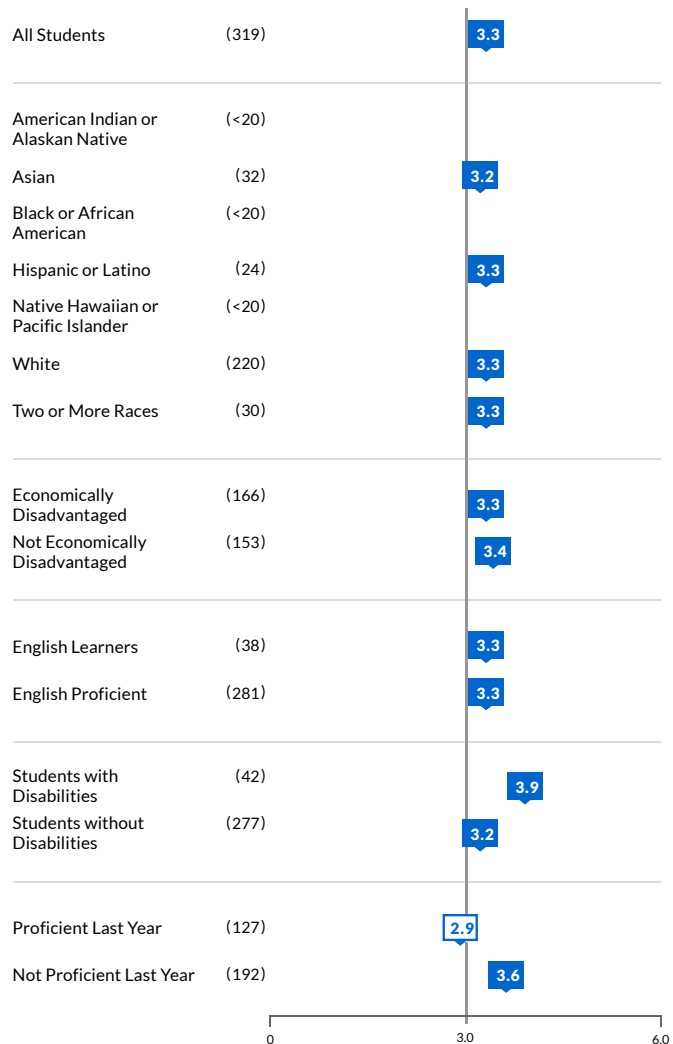 All Students (319) 3.3
American Indian or (<20)
Alaskan Native
Asian (32) 3.2
Black or African (<20)
American
Hispanic or Latino (24) 3.3
Native Hawaiian or (<20)
Pacific Islander
White (220) 3.3
Two or More Races (30) 3.3
Economically (166) 3.3
Disadvantaged
Not Economically (153) 3.4
Disadvantaged
English Learners (38) 3.3
English Proficient (281) 3.3
Students with (42) 3.9
Disabilities
Students without (277) 3.2
Disabilities
Proficient Last Year (127) 2.9
Not Proficient Last Year (192) 3.6
0 3.0 6.0